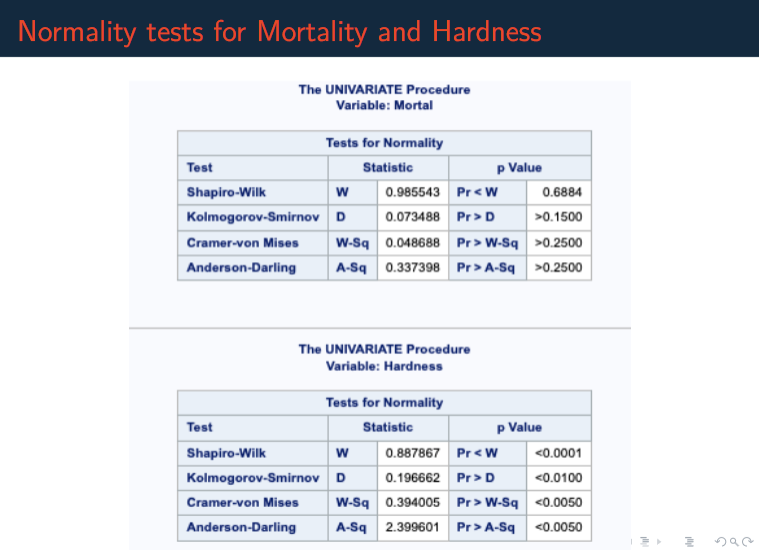 Normality tests for Mortality and Hardness
The UNIVARIATE Procedure
Variable: Mortal
Tests for Normality
Test Statistic p Value
Shapiro-Wilk W 0.985543 Pr < W 0.6884
Kolmogorov-Smirnov D 0.073488 Pr > D >0.1500
Cramer-von Mises W-Sq 0.048688 Pr > W-Sq >0.2500
Anderson-Darling A-Sq 0.337398 Pr > A-Sq >0.2500
The UNIVARIATE Procedure
Variable: Hardness
Tests for Normality
Test Statistic p Value
Shapiro-Wilk W 0.887867 Pr < W <0.0001
Kolmogorov-Smirnov D 0.196662 Pr > D <0.0100
Cramer-von Mises W-Sq 0.394005 Pr > W-Sq <0.0050
Anderson-Darling A-Sq 2.399601 Pr > A-Sq <0.0050